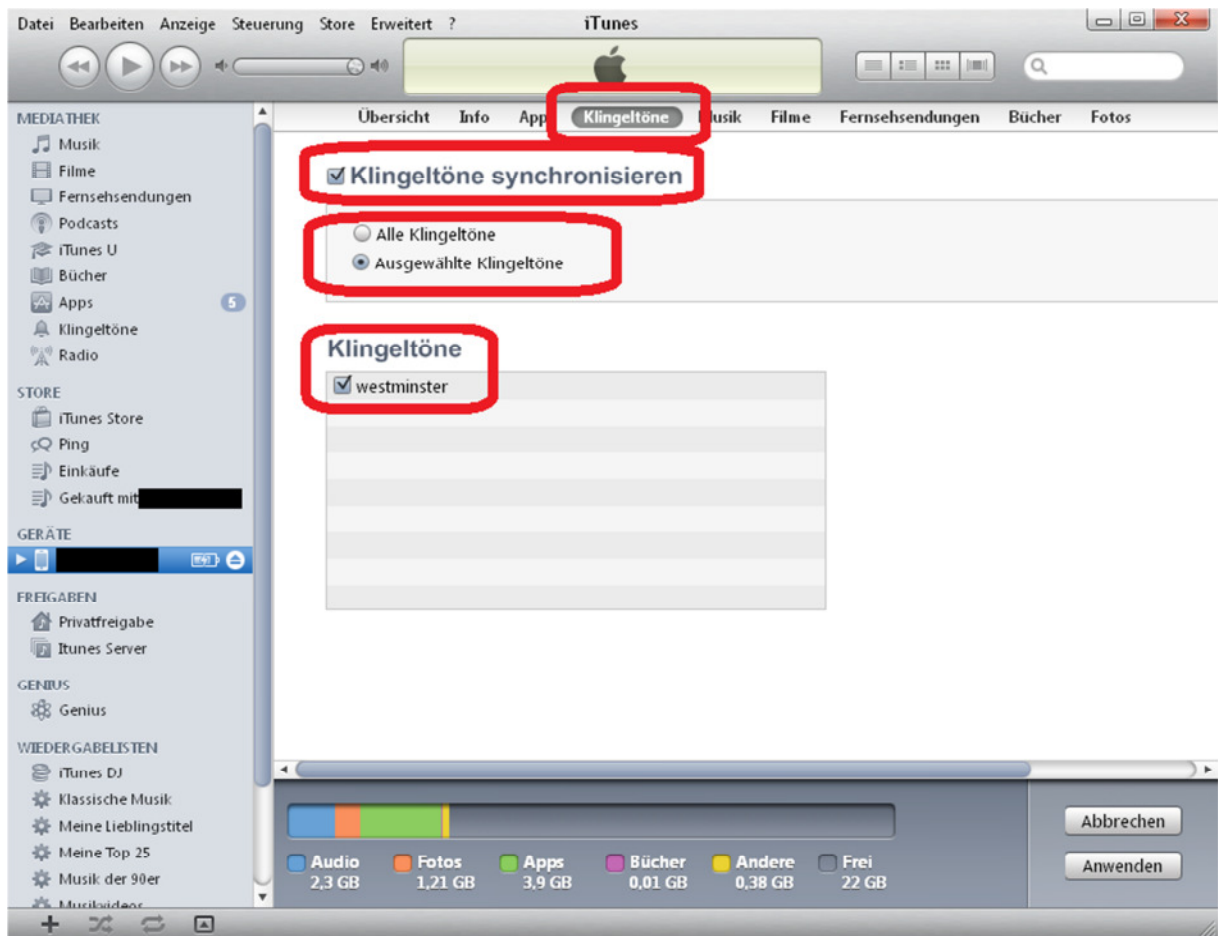 Datei Bearbeiten Anzeige Steuerung Store Erweitert ? iTunes
MEDIATHEK
Musik
Filme
Fernsehsendungen
Podcasts
iTunes U
Bücher
Apps 5
Klingeltöne
Radio
STORE
iTunes Store
Ping
Einkäufe
Gekauft mit
GERÄTE
FREIGABEN
Privatfreigabe
Itunes Server
GENIUS
Genius
WIEDERGABELISTEN
iTunes DJ
Klassische Musik
Meine Lieblingstitel
Meine Top 25
Musik der 90er
Musikvideos
Übersicht Info App Klingeltöne Musik Filme Fernsehsendungen Bücher Fotos
Klingeltöne synchronisieren
Alle Klingeltöne
Ausgewählte Klingeltöne
Klingeltöne
westminster
Audio Fotos Apps Bücher Andere Frei
2,3 GB 1,21 GB 3,9 GB 0,01 GB 0,38 GB 22 GB
Abbrechen
Anwenden